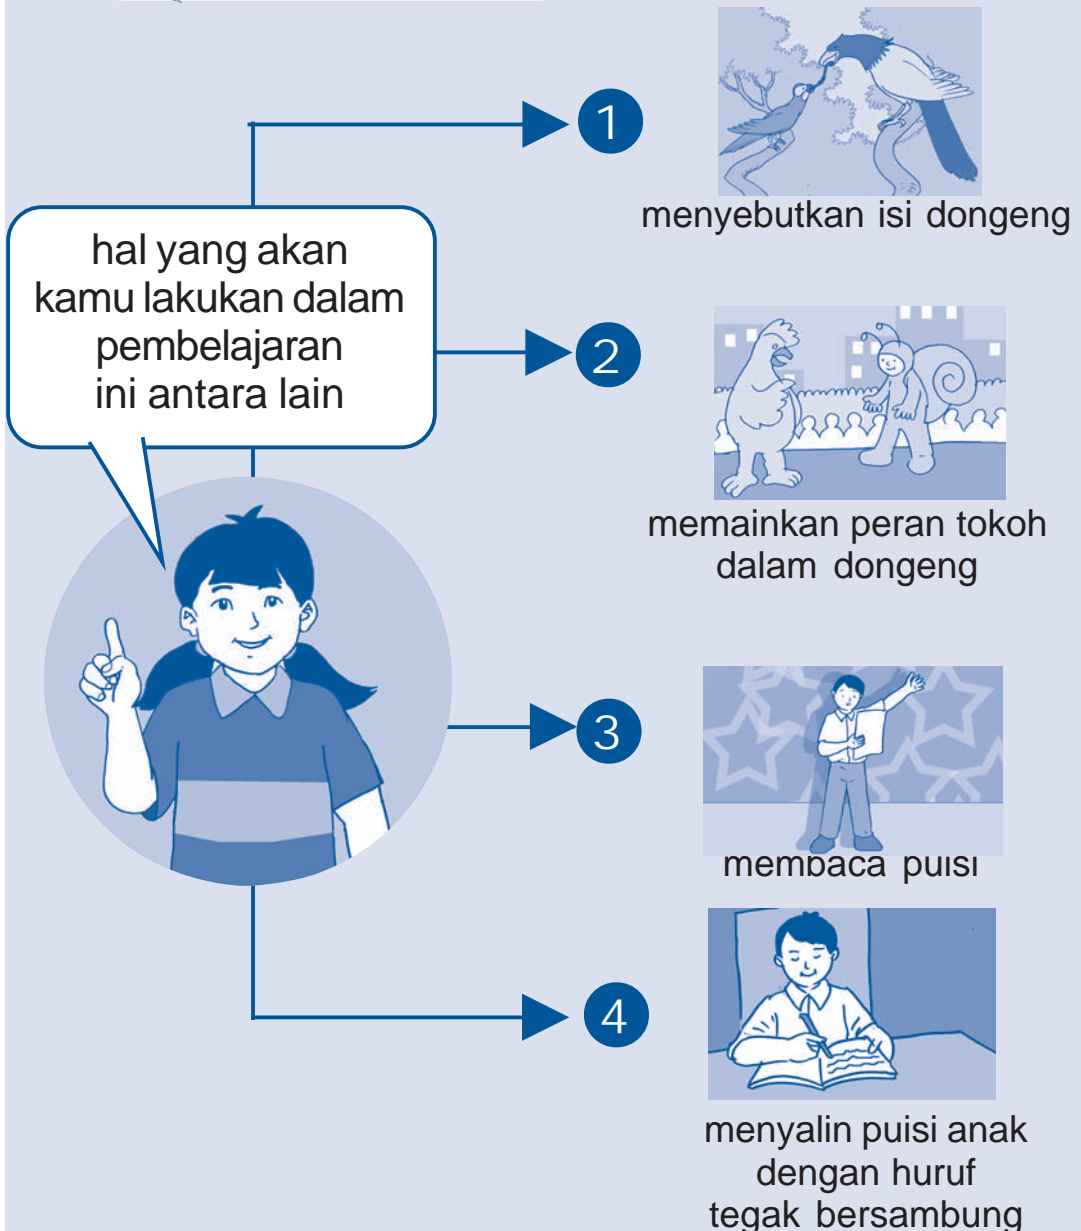 hal yang akan
kamu lakukan dalam
pembelajaran
ini antara lain
1
menyebutkan isi dongeng
2
memainkan peran tokoh
dalam dongeng
3
membaca puisi
4
menyalin puisi anak
dengan huruf
tegak bersambung